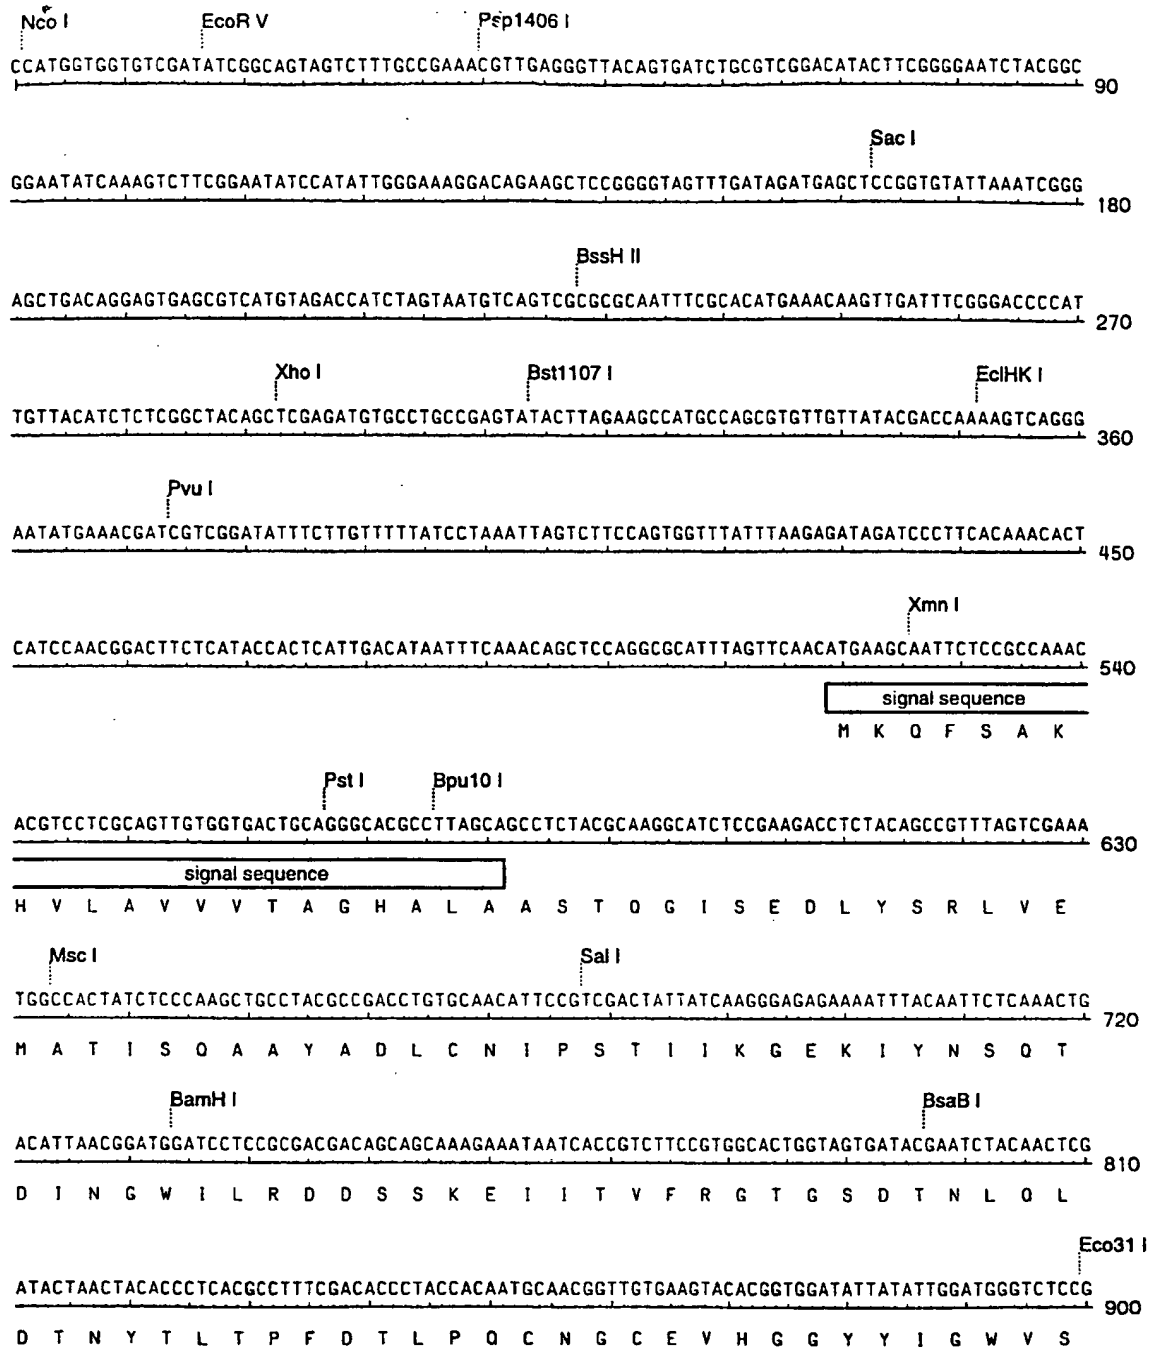 Nco I EcoR V Psp1406 I
CCATGGTGGTGTCGATATCGGCAGTAGTCTTTGCCGAAACGTTGAGGGTTACAGTGATCTGCGTCGGACATACTTCGGGGAATCTACGGC
90
Sac I
GGAATATCAAAGTCTTCGGAATATCCATATTGGGAAAGGACAGAAGCTCCGGGGTAGTTTGATAGATGAGCTCCGGTGTATTAAATCGGG
180
BssH II
AGCTGACAGGAGTGAGCGTCATGTAGACCATCTAGTAATGTCAGTCGCGCGCAATTTCGCACATGAAACAAGTTGATTTCGGGACCCCAT
270
Xho I Bst1107 I EclHK I
TGTTACATCTCTCGGCTACAGCTCGAGATGTGCCTGCCGAGTATACTTAGAAGCCATGCCAGCGTGTTGTTATACGACCAAAAGTCAGGG
360
Pvu I
AATATGAAACGATCGTCGGATATTTCTTGTTTTTATCCTAAATTAGTCTTCCAGTGGTTTATTTAAGAGATAGATCCCTTCACAAACACT
450
Xmn I
CATCCAACGGACTTCTCATACCACTCATTGACATAATTTCAAACAGCTCCAGGCGCATTTAGTTCAACATGAAGCAATTCTCCGCCAAAC
540
signal sequence
M K Q F S A K
Pst I Bpu10 I
ACGTCCTCGCAGTTGTGGTGACTGCAGGGCACGCCTTAGCAGCCTCTACGCAAGGCATCTCCGAAGACCTCTACAGCCGTTTAGTCGAAA
630
signal sequence
H V L A V V V T A G H A L A A S T Q G I S E D L Y S R L V E
Msc I Sal I
TGGCCACTATCTCCCAAGCTGCCTACGCCGACCTGTGCAACATTCCGTCGACTATTATCAAGGGAGAGAAAATTTACAATTCTCAAACTG
720
M A T I S Q A A Y A D L C N I P S T I I K G E K I Y N S Q T
BamH I BsaB I
ACATTAACGGATGGATCCTCCGCGACGACAGCAGCAAAGAAATAATCACCGTCTTCCGTGGCACTGGTAGTGATACGAATCTACAACTCG
810
D I N G W I L R D D S S K E I I T V F R G T G S D T N L Q L
Eco31 I
ATACTAACTACACCCTCACGCCTTTCGACACCCTACCACAATGCAACGGTTGTGAAGTACACGGTGGATATTATATTGGATGGGTCTCCG
900
D T N Y T L T P F D T L P Q C N G C E V H G G Y Y I G W V S